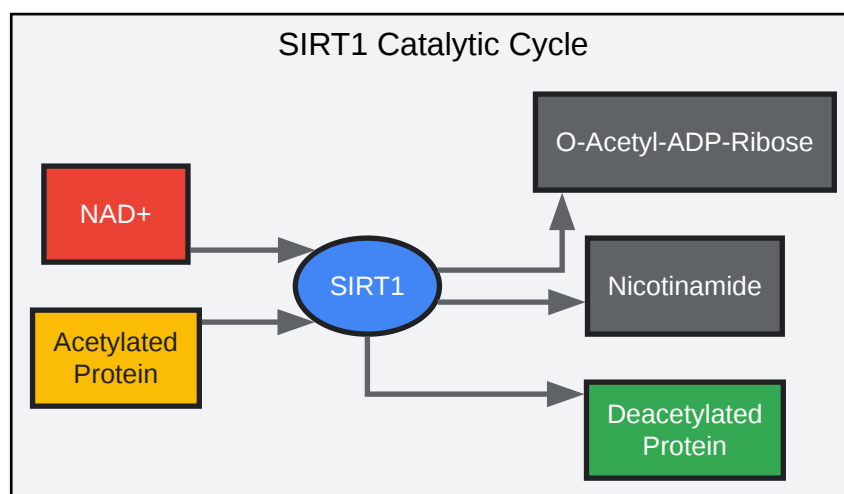 SIRT1 Catalytic Cycle
O-Acetyl-ADP-Ribose
NAD+
SIRT1
Nicotinamide
Acetylated
Protein
Deacetylated
Protein